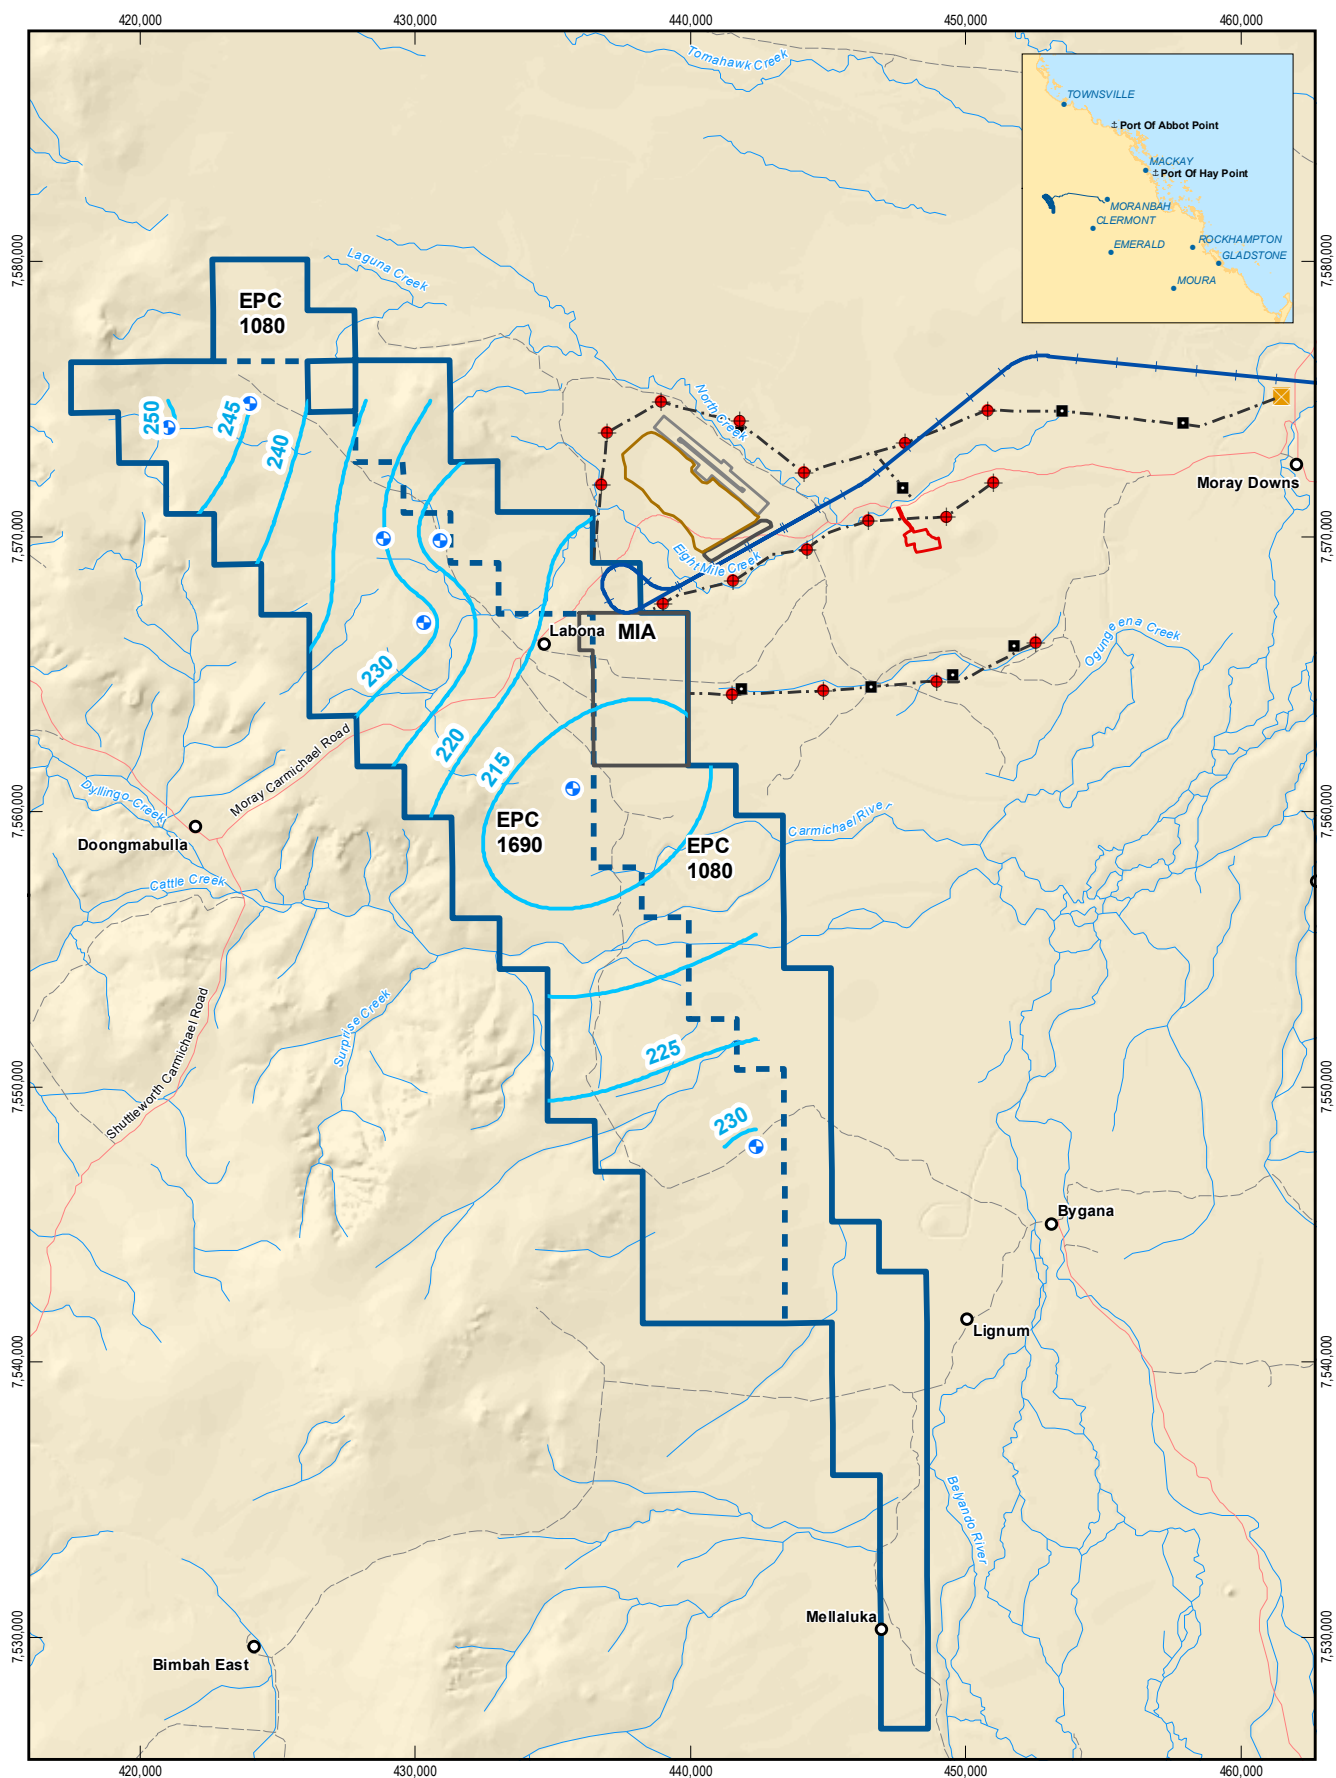 420,000
430,000
440,000
450,000
460,000
Tomahawk Creek
TOWNSVILLE
Port Of Abbot Point
MACKAY
Port Of Hay Point
MORANBAH
CLERMONT
EMERALD
ROCKHAMPTON
GLADSTONE
MOURA
7,580,000
7,580,000
Laguna Creek
EPC
1080
250
245
240
North Creek
Moray Downs
7,570,000
7,570,000
Eight Mile Creek
Labona
MIA
Ogungeena Creek
230
220
215
Moray Carmichael Road
Dyllingo Creek
Doongmabulla
7,560,000
7,560,000
EPC
1690
EPC
1080
Carmichael River
Cattle Creek
Surprise Creek
Shuttleworth Carmichael Road
225
7,550,000
7,550,000
230
Bygana
Lignum
7,540,000
7,540,000
Belyando River
Mellaluka
7,530,000
7,530,000
Bimbah East
420,000
430,000
440,000
450,000
460,000